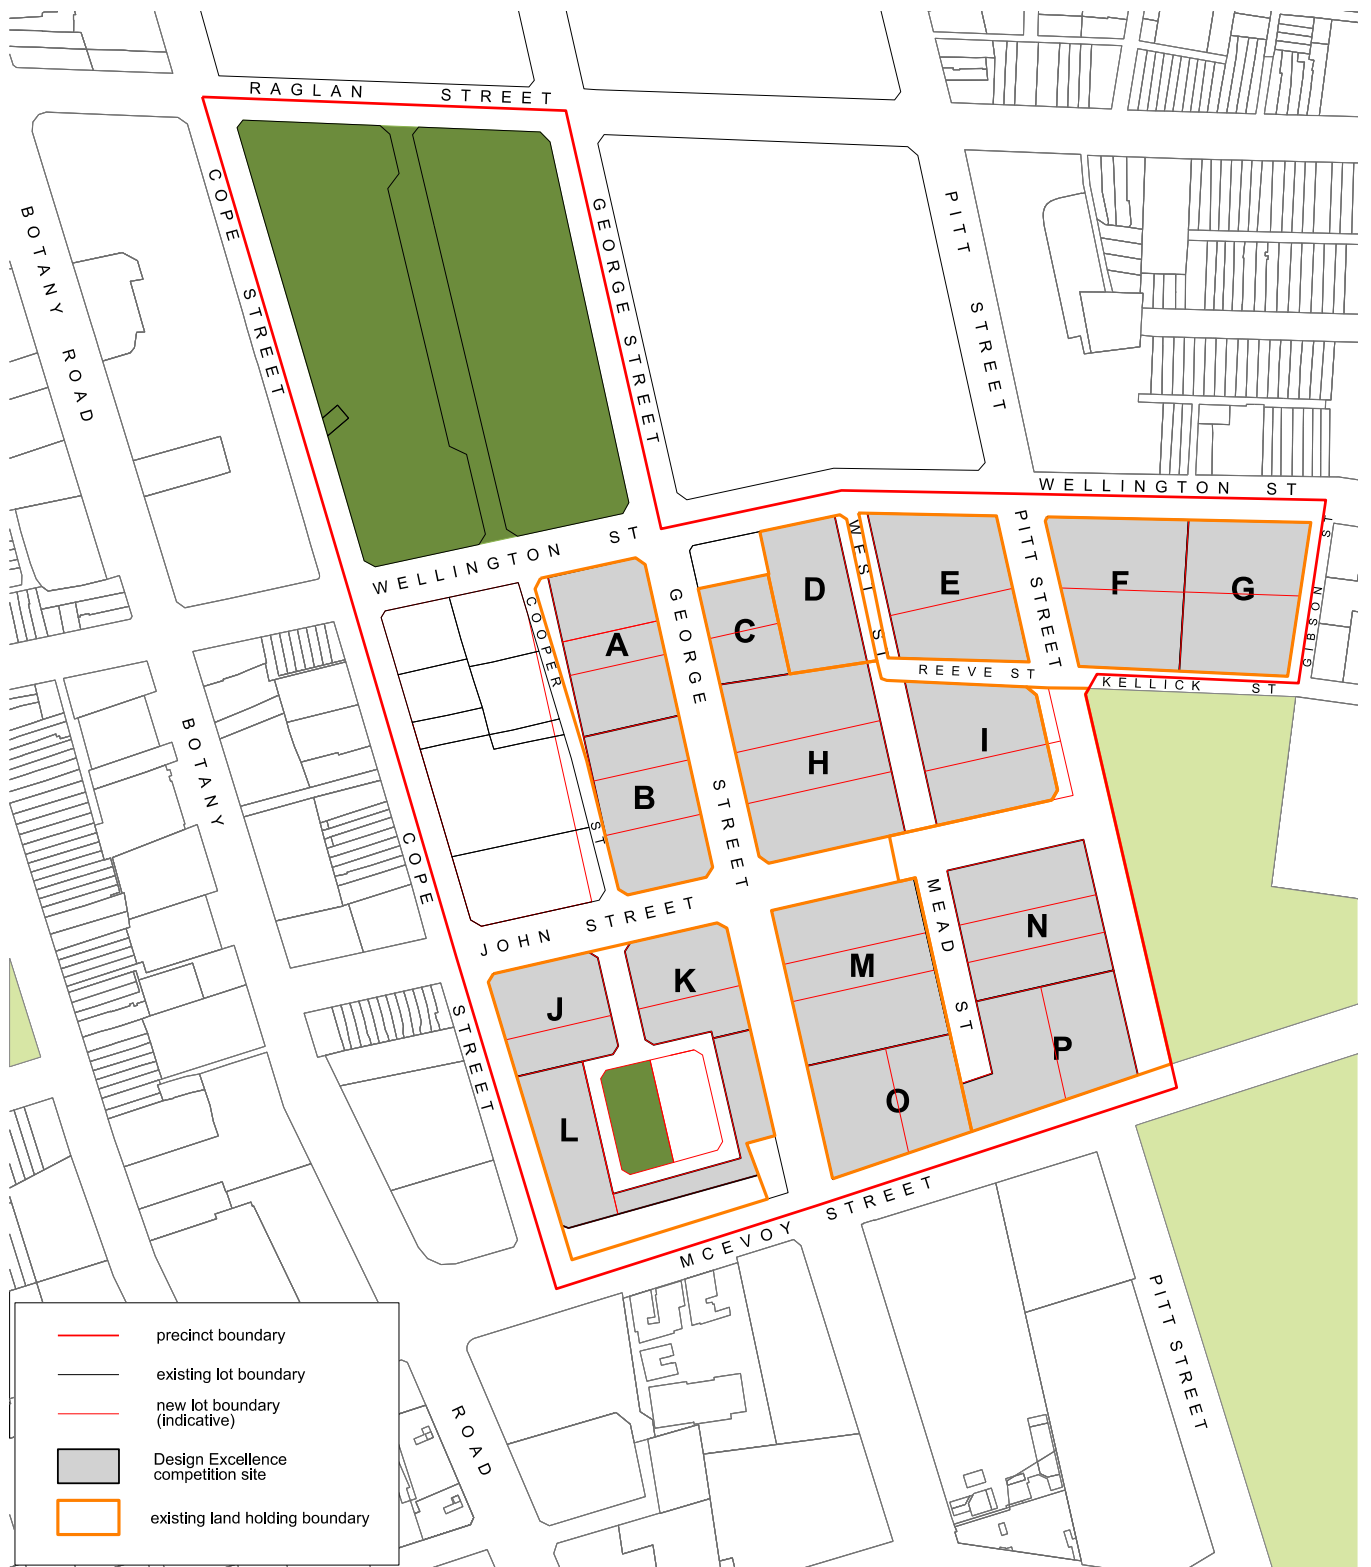 RAGLAN STREET
COPE STREET
BOTANY ROAD
GEORGE STREET
PITT STREET
WELLINGTON ST
WELLINGTON ST
COOPER ST
GEORGE STREET
WEST ST
PITT STREET
GIBSON ST
REEVE ST
KELLICK ST
A
B
C
D
E
F
G
H
I
BOTANY
ROAD
COPE STREET
JOHN STREET
MEAD ST
J
K
L
M
N
O
P
MCEVOY STREET
PITT STREET
precinct boundary
existing lot boundary
new lot boundary
(indicative)
Design Excellence
competition site
existing land holding boundary